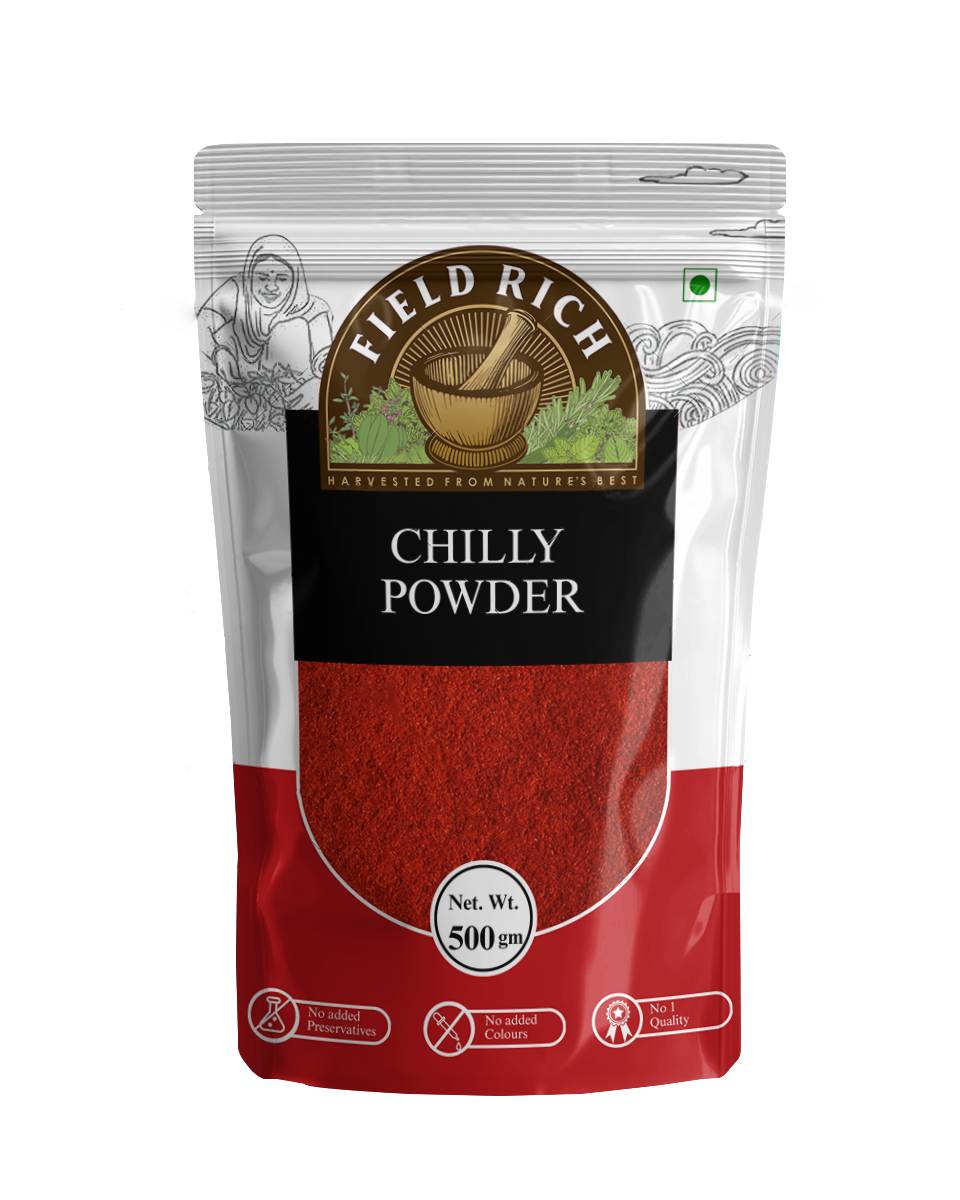 FIELD RICH
HARVESTED FROM NATURE'S BEST
CHILLY
POWDER
Net. Wt.
500 gm
No added
Preservatives
No added
Colours
No 1
Quality